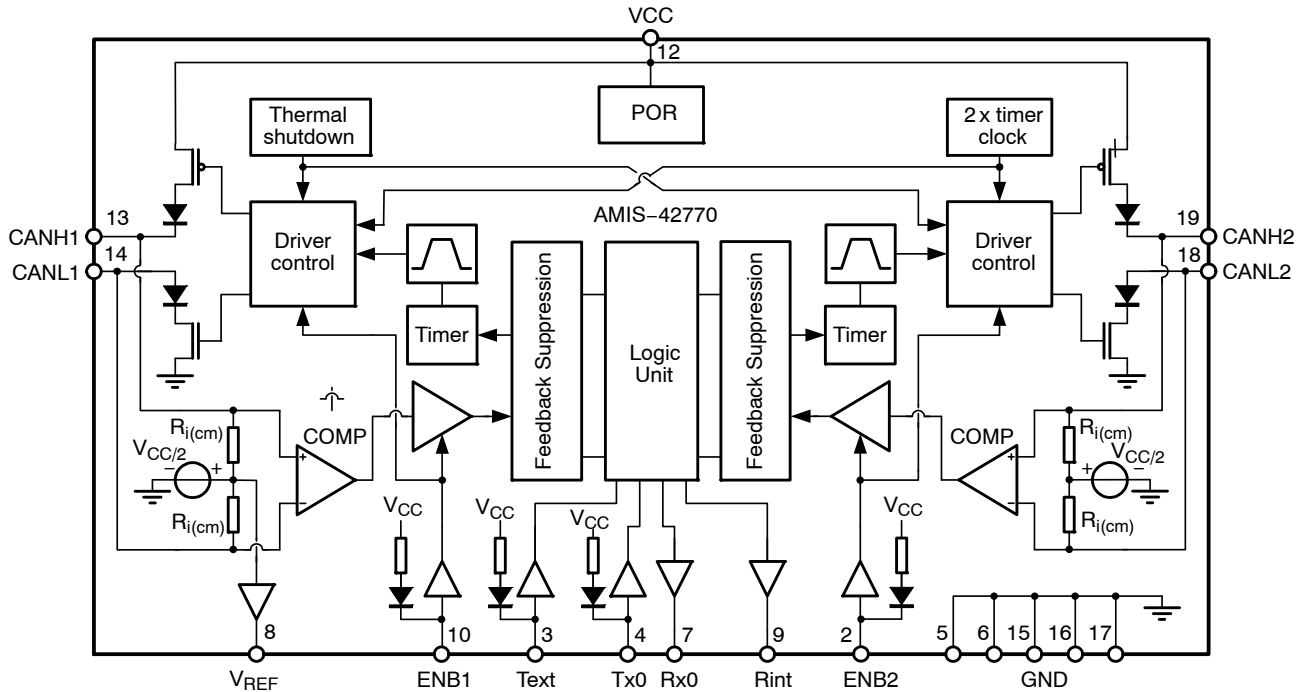 VCC
12
Thermal
shutdown
POR
2 x timer
clock
AMIS–42770
13
CANH1
14
CANL1
19
CANH2
18
CANL2
Driver
control
Driver
control
Timer
Timer
Feedback Suppression
Logic
Unit
Feedback Suppression
Ri(cm)
VCC/2
− +
Ri(cm)
COMP
+
−
COMP
+
−
Ri(cm)
VCC/2
+ −
Ri(cm)
VCC
VCC
VCC
VCC
8
10
3
4
7
9
2
5
6
15
16
17
VREF
ENB1
Text
Tx0
Rx0
Rint
ENB2
GND